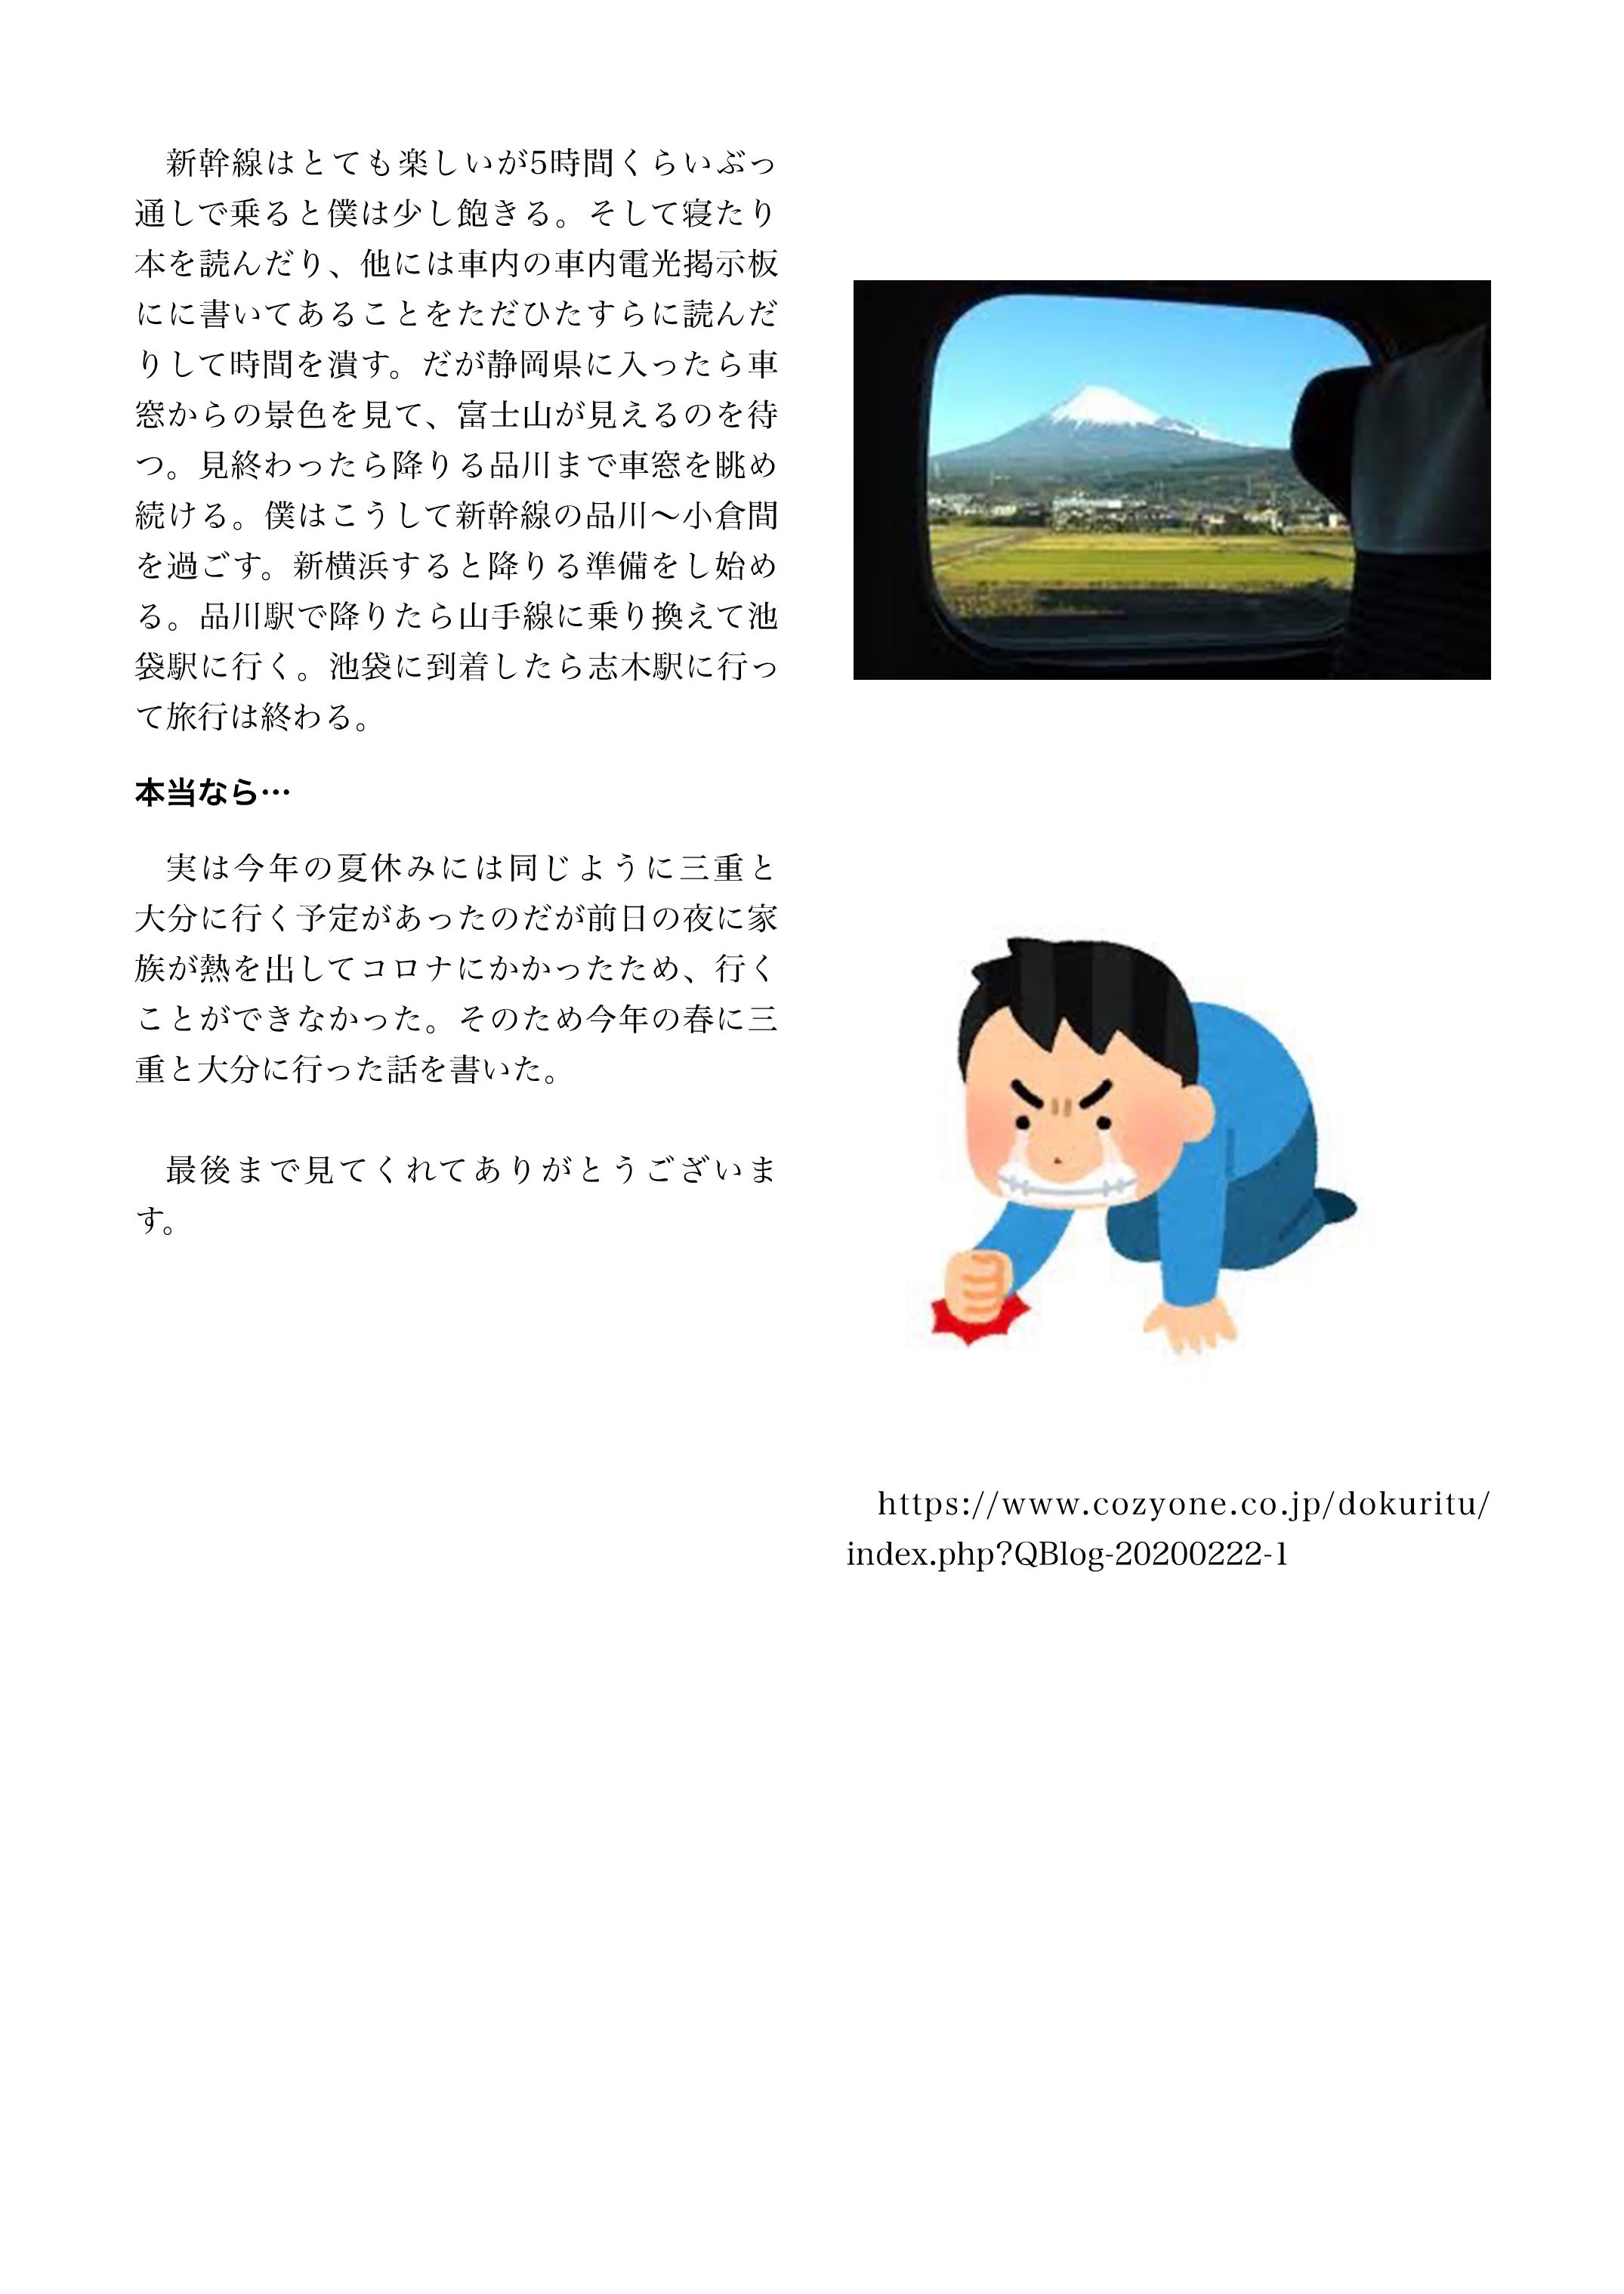 新幹線はとても楽しいが5時間くらいぶっ
通しで乗ると僕は少し飽きる。そして寝たり
本を読んだり、他には車内の車内電光掲示板
にに書いてあることをただひたすらに読んだ
りして時間を潰す。だが静岡県に入ったら車
窓からの景色を見て、富士山が見えるのを待
つ。見終わったら降りる品川まで車窓を眺め
続ける。僕はこうして新幹線の品川〜小倉間
を過ごす。新横浜すると降りる準備をし始め
る。品川駅で降りたら山手線に乗り換えて池
袋駅に行く。池袋に到着したら志木駅に行っ
て旅行は終わる。
本当なら…
実は今年の夏休みには同じように三重と
大分に行く予定があったのだが前日の夜に家
族が熱を出してコロナにかかったため、行く
ことができなかった。そのため今年の春に三
重と大分に行った話を書いた。
最後まで見てくれてありがとうございま
す。
https://www.cozyone.co.jp/dokuritu/
index.php?QBlog-20200222-1